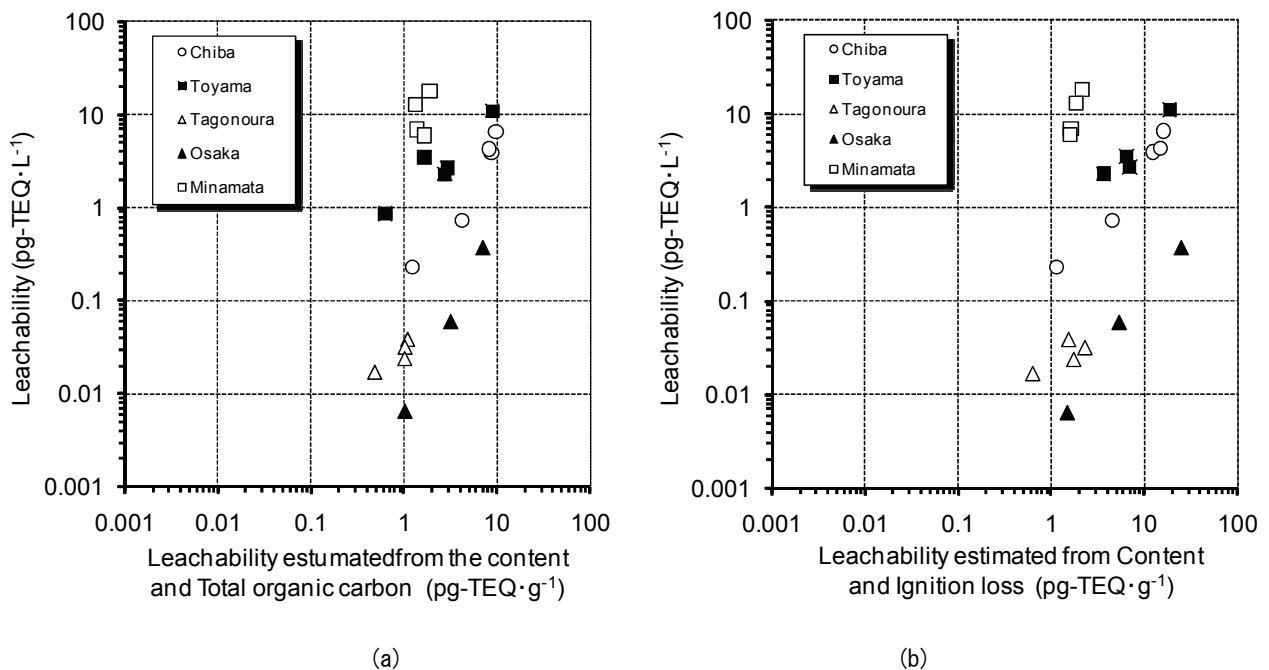 100
10
1
0.1
0.01
0.001
0.001
0.01
0.1
1
10
100
Chiba
Toyama
Tagonoura
Osaka
Minamata
Leachability (pg-TEQ･L-1)
Leachability estumatedfrom the content
and Total organic carbon (pg-TEQ･g-1)
(a)
100
10
1
0.1
0.01
0.001
0.001
0.01
0.1
1
10
100
Chiba
Toyama
Tagonoura
Osaka
Minamata
Leachability (pg-TEQ･L-1)
Leachability estimated from Content
and Ignition loss (pg-TEQ･g-1)
(b)